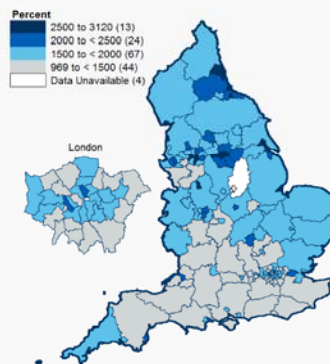 Percent
2500 to 3120 (13)
2000 to < 2500 (24)
1500 to < 2000 (67)
969 to < 1500 (44)
Data Unavailable (4)
London